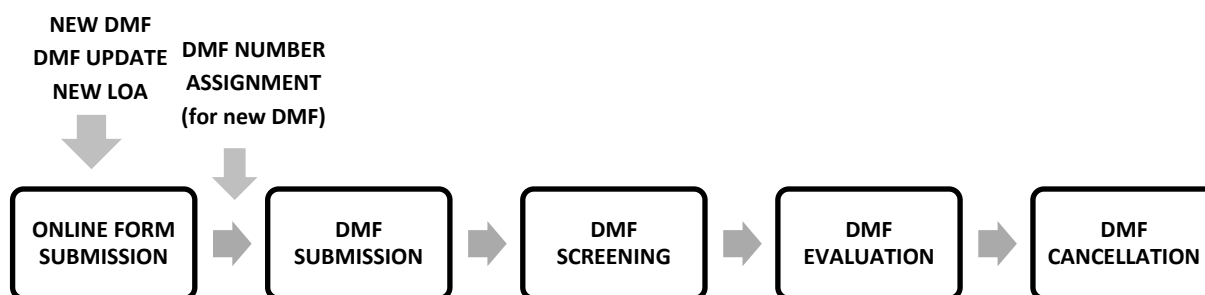 NEW DMF
DMF UPDATE
NEW LOA
DMF NUMBER
ASSIGNMENT
(for new DMF)
ONLINE FORM
SUBMISSION
DMF
SUBMISSION
DMF
SCREENING
DMF
EVALUATION
DMF
CANCELLATION